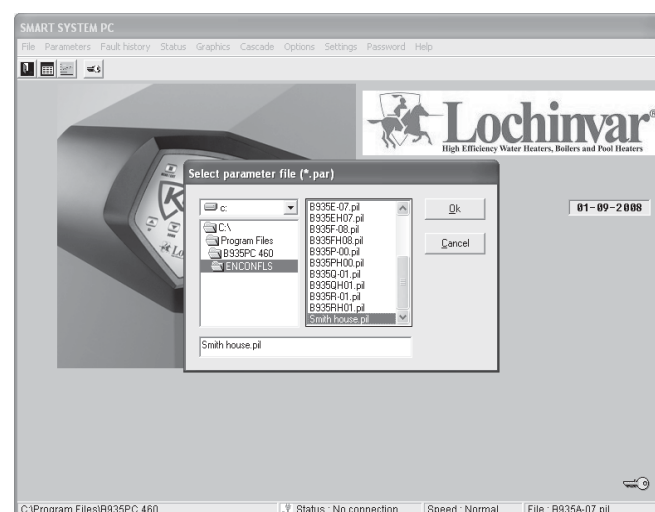 SMART SYSTEM PC
File Parameters Fault history Status Graphics Cascade Options Settings Password Help
Lochinvar®
High Efficiency Water Heaters, Boilers and Pool Heaters
01-09-2008
Select parameter file (*.par)
c:
C:\
Program Files
B935PC 460
ENCONFLS
B935E-07.pil
B935EH07.pil
B935F-08.pil
B935FH08.pil
B935P-00.pil
B935PH00.pil
B935Q-01.pil
B935QH01.pil
B935R-01.pil
B935RH01.pil
Smith house.pil
Ok
Cancel
Smith house.pil
C:\Program Files\B935PC 460
Status : No connection
Speed : Normal
File : B935A-07.pil